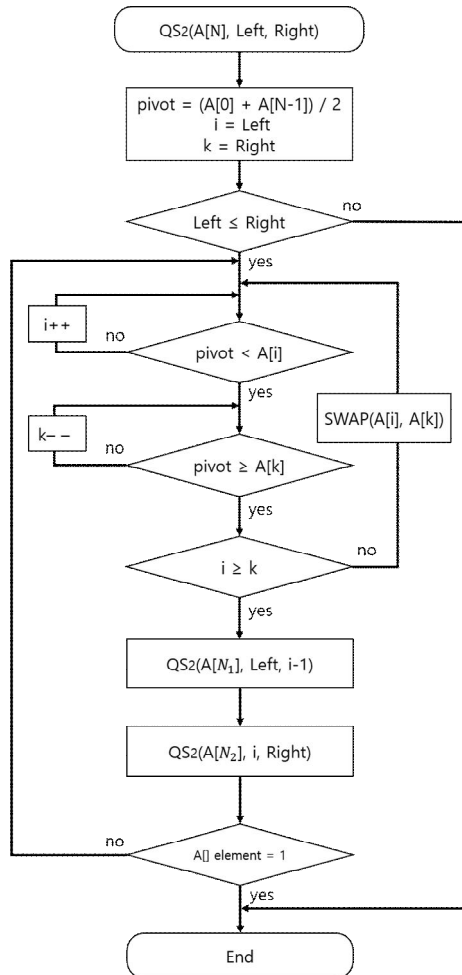 QS2(A[N], Left, Right)
pivot = (A[0] + A[N-1]) / 2
i = Left
k = Right
no
Left ≤ Right
yes
i++
no
pivot < A[i]
yes
SWAP(A[i], A[k])
k--
no
pivot ≥ A[k]
yes
no
i ≥ k
yes
QS2(A[N₁], Left, i-1)
QS2(A[N₂], i, Right)
no
A[] element = 1
yes
End